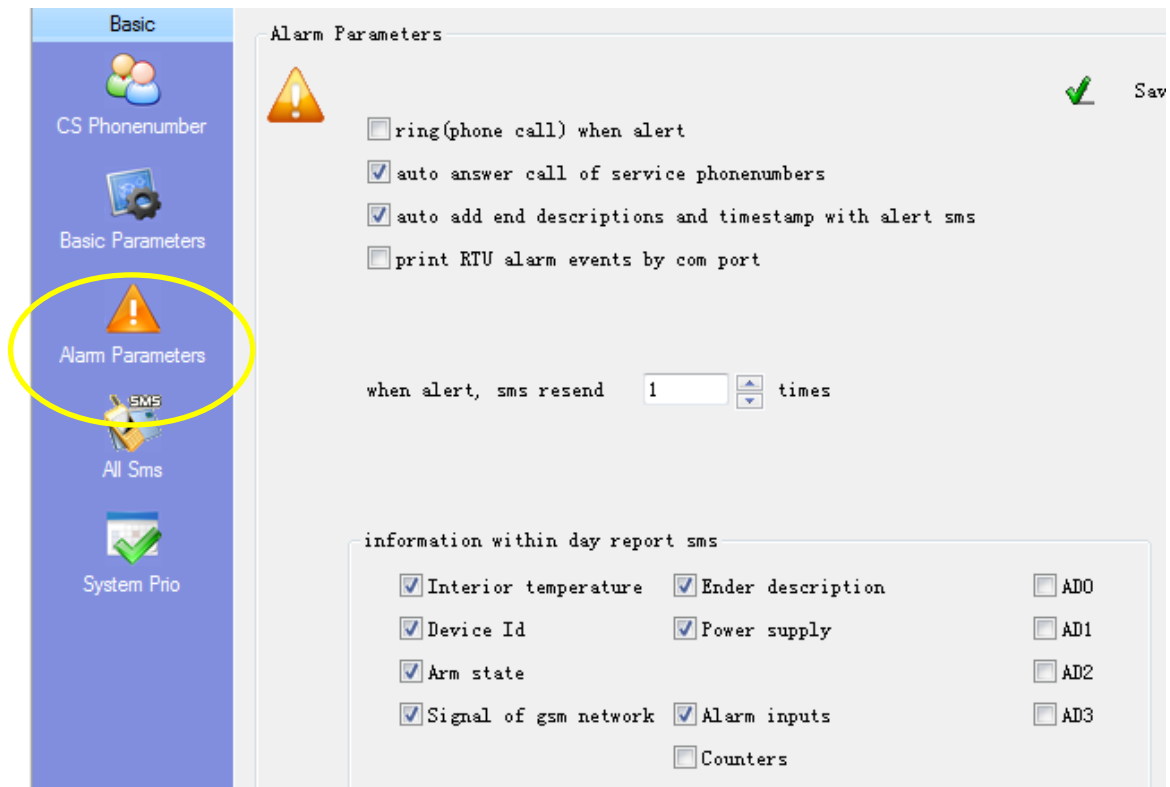 Basic
CS Phonenumber
Basic Parameters
Alarm Parameters
SMS
All Sms
System Prio
Alarm Parameters
Sav
ring(phone call) when alert
auto answer call of service phonenumbers
auto add end descriptions and timestamp with alert sms
print RTU alarm events by com port
when alert, sms resend 1 times
information within day report sms
Interior temperature Ender description AD0
Device Id Power supply AD1
Arm state AD2
Signal of gsm network Alarm inputs AD3
Counters